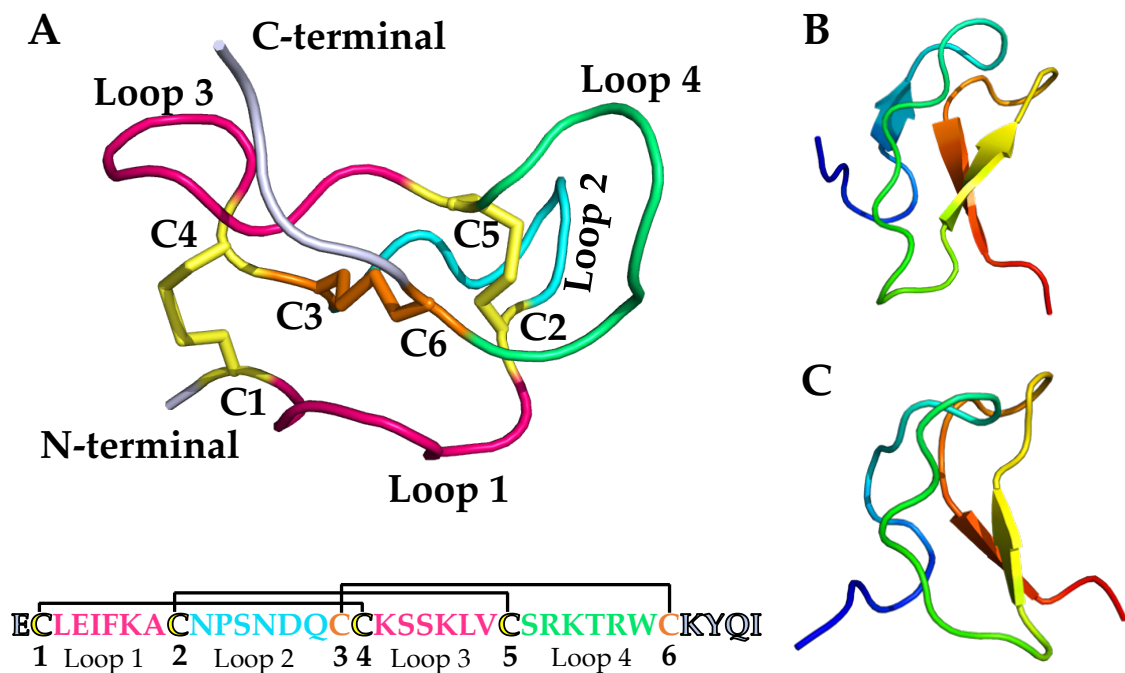 A
C-terminal
B
Loop 3
Loop 4
Loop 2
C4
C5
C3
C6
C2
C1
N-terminal
Loop 1
C
ECLEIFKACNPSNDQCCKSSKLVCSRKTRWCKYQI
1 Loop 1 2 Loop 2 3 4 Loop 3 5 Loop 4 6